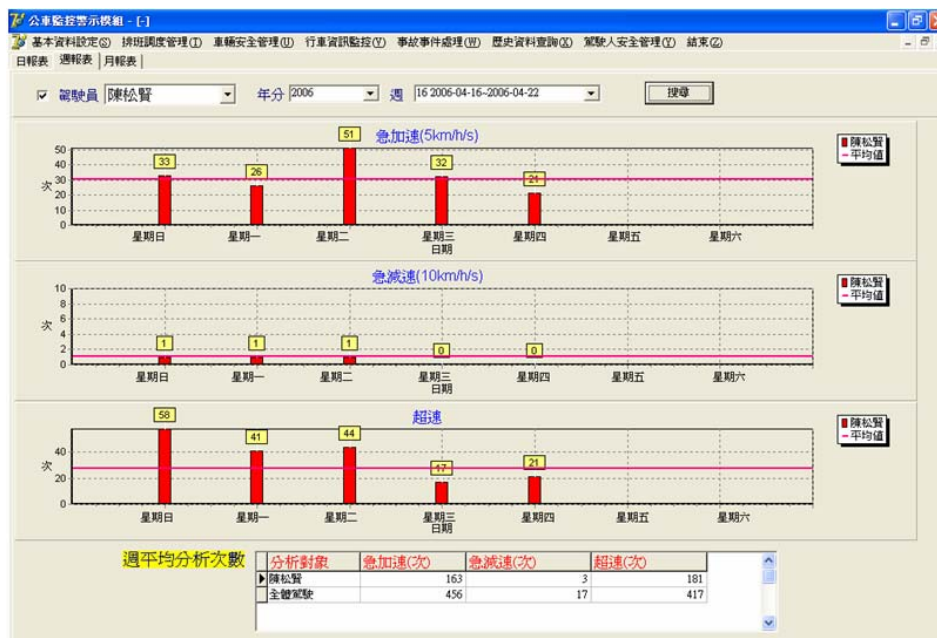 公車監控警示模組 - [-]
基本資料設定(S) 排班調度管理(T) 車輛安全管理(U) 行車資訊監控(V) 事故事件處理(W) 歷史資料查詢(X) 駕駛人安全管理(Y) 結束(Z)
日報表 週報表 月報表
駕駛員 陳松賢 年分 2006 週 16 2006-04-16~2006-04-22 搜尋
急加速(5km/h/s)
陳松賢
平均值
次
50
40
30
20
10
0
33 26 51 32 21
星期日 星期一 星期二 星期三 星期四 星期五 星期六
日期
急減速(10km/h/s)
陳松賢
平均值
次
10
8
6
4
2
0
1 1 1 0 0
星期日 星期一 星期二 星期三 星期四 星期五 星期六
日期
超速
陳松賢
平均值
次
40
20
0
58 41 44 17 21
星期日 星期一 星期二 星期三 星期四 星期五 星期六
日期
週平均分析次數
分析對象 急加速(次) 急減速(次) 超速(次)
陳松賢 163 3 181
全體駕駛 456 17 417